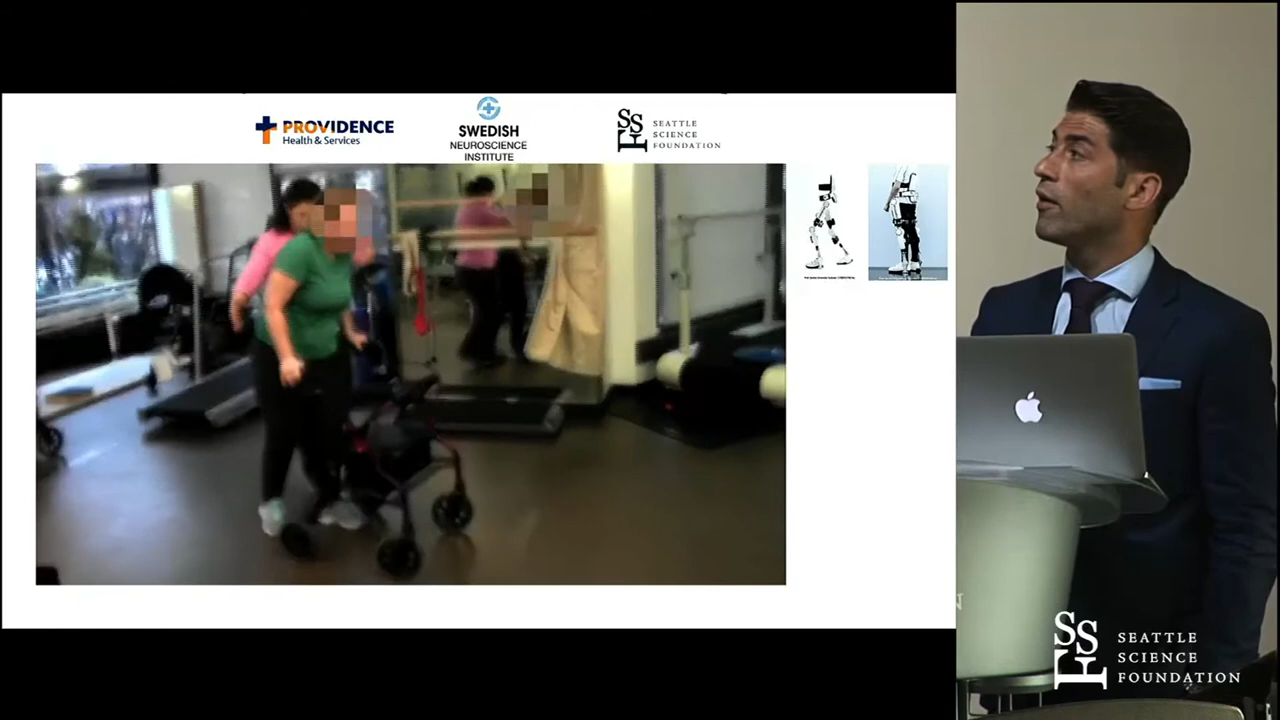 PROVIDENCE
Health & Services
SWEDISH
NEUROSCIENCE
INSTITUTE
SEATTLE
SCIENCE
FOUNDATION
SEATTLE
SCIENCE
FOUNDATION